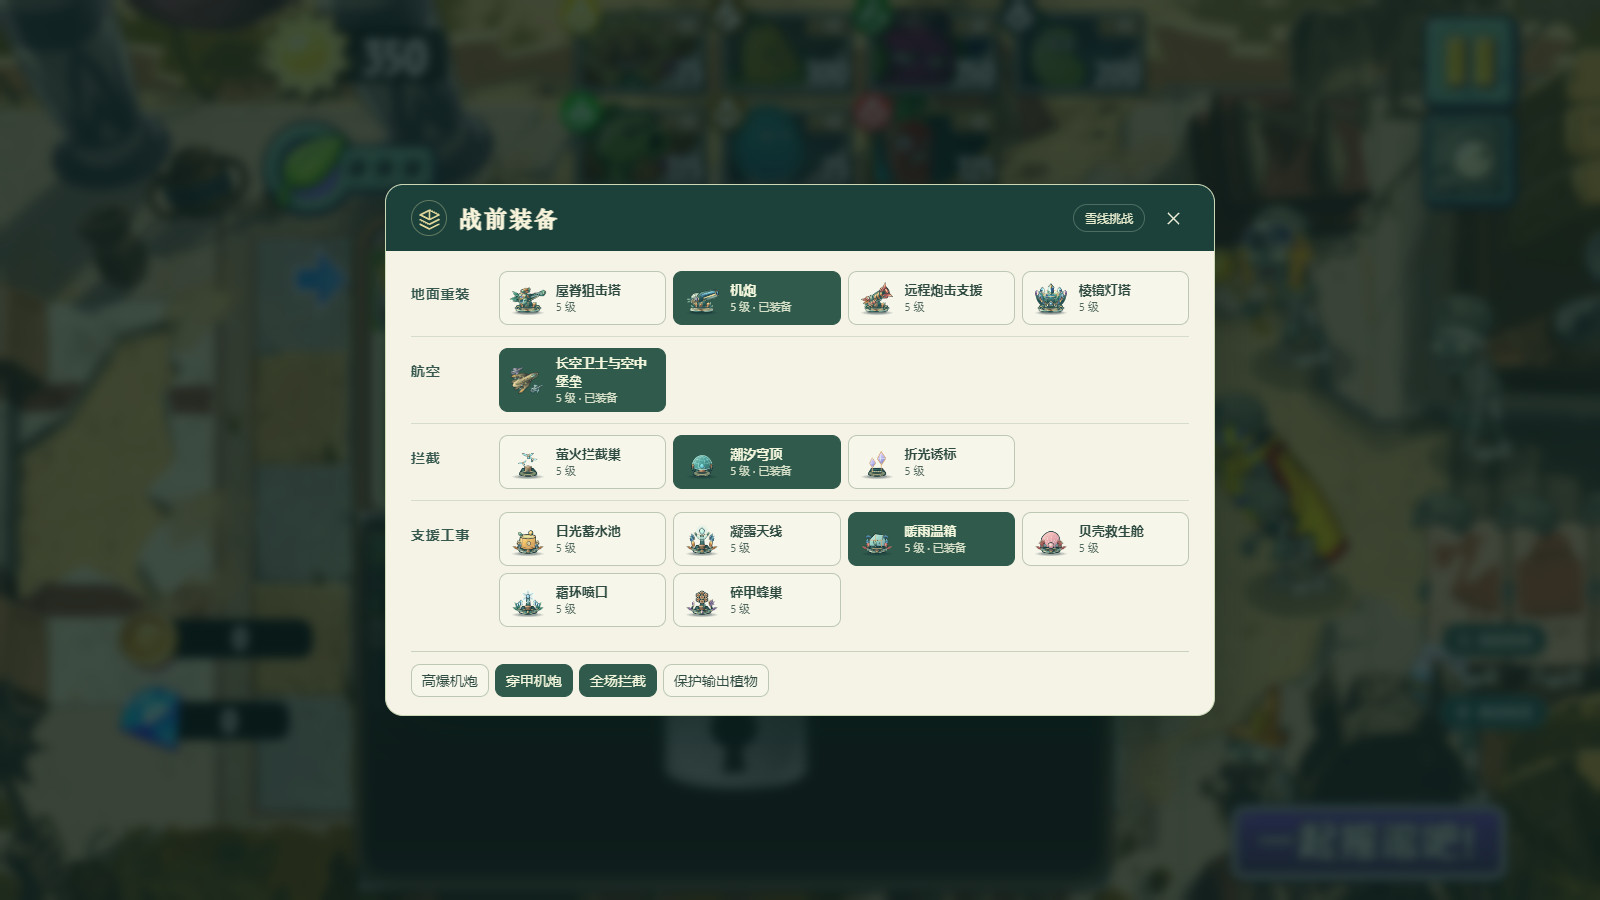 350
战前装备
雪线挑战
地面重装
屋脊狙击塔
5 级
机炮
5 级 · 已装备
远程炮击支援
5 级
棱镜灯塔
5 级
航空
长空卫士与空中
堡垒
5 级 · 已装备
拦截
萤火拦截巢
5 级
潮汐穹顶
5 级 · 已装备
折光诱标
5 级
支援工事
日光蓄水池
5 级
凝露天线
5 级
暖雨温箱
5 级 · 已装备
贝壳救生舱
5 级
霜环喷口
5 级
碎甲蜂巢
5 级
高爆机炮
穿甲机炮
全场拦截
保护输出植物
0
0